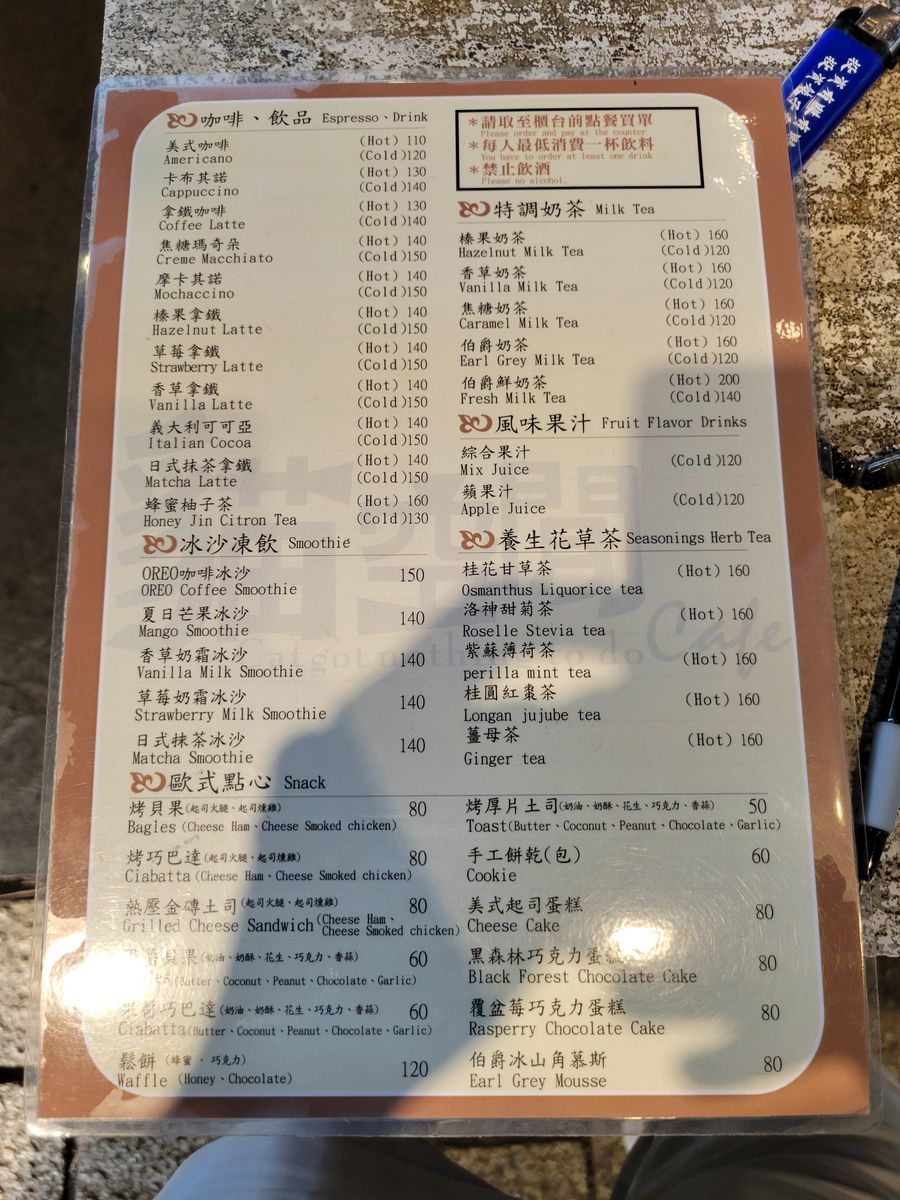 咖啡、飲品 Espresso、Drink
美式咖啡 (Hot) 110
Americano (Cold)120
卡布其諾 (Hot) 130
Cappuccino (Cold)140
拿鐵咖啡 (Hot) 130
Coffee Latte (Cold)140
焦糖瑪奇朵 (Hot) 140
Creme Macchiato (Cold)150
摩卡其諾 (Hot) 140
Mochaccino (Cold)150
榛果拿鐵 (Hot) 140
Hazelnut Latte (Cold)150
草莓拿鐵 (Hot) 140
Strawberry Latte (Cold)150
香草拿鐵 (Hot) 140
Vanilla Latte (Cold)150
義大利可可亞 (Hot) 140
Italian Cocoa (Cold)150
日式抹茶拿鐵 (Hot) 140
Matcha Latte (Cold)150
蜂蜜柚子茶 (Hot) 160
Honey Jin Citron Tea (Cold)130
冰沙凍飲 Smoothie
OREO咖啡冰沙 150
OREO Coffee Smoothie
夏日芒果冰沙 140
Mango Smoothie
香草奶霜冰沙 140
Vanilla Milk Smoothie
草莓奶霜冰沙 140
Strawberry Milk Smoothie
日式抹茶冰沙 140
Matcha Smoothie
*請取至櫃台前點餐買單
Please order and pay at the counter
*每人最低消費一杯飲料
You have to order at least one drink
*禁止飲酒
Please no alcohol.
特調奶茶 Milk Tea
榛果奶茶 (Hot) 160
Hazelnut Milk Tea (Cold)120
香草奶茶 (Hot) 160
Vanilla Milk Tea (Cold)120
焦糖奶茶 (Hot) 160
Caramel Milk Tea (Cold)120
伯爵奶茶 (Hot) 160
Earl Grey Milk Tea (Cold)120
伯爵鮮奶茶 (Hot) 200
Fresh Milk Tea (Cold)140
風味果汁 Fruit Flavor Drinks
綜合果汁 (Cold)120
Mix Juice
蘋果汁 (Cold)120
Apple Juice
養生花草茶 Seasonings Herb Tea
桂花甘草茶 (Hot) 160
Osmanthus Liquorice tea
洛神甜菊茶 (Hot) 160
Roselle Stevia tea
紫蘇薄荷茶 (Hot) 160
perilla mint tea
桂圓紅棗茶 (Hot) 160
Longan jujube tea
薑母茶 (Hot) 160
Ginger tea
Cafe
歐式點心 Snack
烤貝果(起司火腿、起司燻雞) 80
Bagles (Cheese Ham、Cheese Smoked chicken)
烤巧巴達(起司火腿、起司燻雞) 80
Ciabatta (Cheese Ham、Cheese Smoked chicken)
熱壓金磚土司(起司火腿、起司燻雞) 80
Grilled Cheese Sandwich (Cheese Ham、
Cheese Smoked chicken)
貝果(奶油、奶酥、花生、巧克力、香蒜) 60
(Butter、Coconut、Peanut、Chocolate、Garlic)
果醬巧巴達(奶油、奶酥、花生、巧克力、香蒜) 60
Ciabatta(Butter、Coconut、Peanut、Chocolate、Garlic)
鬆餅 (蜂蜜 、 巧克力) 120
Waffle (Honey、Chocolate)
烤厚片土司(奶油、奶酥、花生、巧克力、香蒜) 50
Toast(Butter、Coconut、Peanut、Chocolate、Garlic)
手工餅乾(包) 60
Cookie
美式起司蛋糕 80
Cheese Cake
黑森林巧克力蛋糕 80
Black Forest Chocolate Cake
覆盆莓巧克力蛋糕 80
Rasperry Chocolate Cake
伯爵冰山角慕斯 80
Earl Grey Mousse